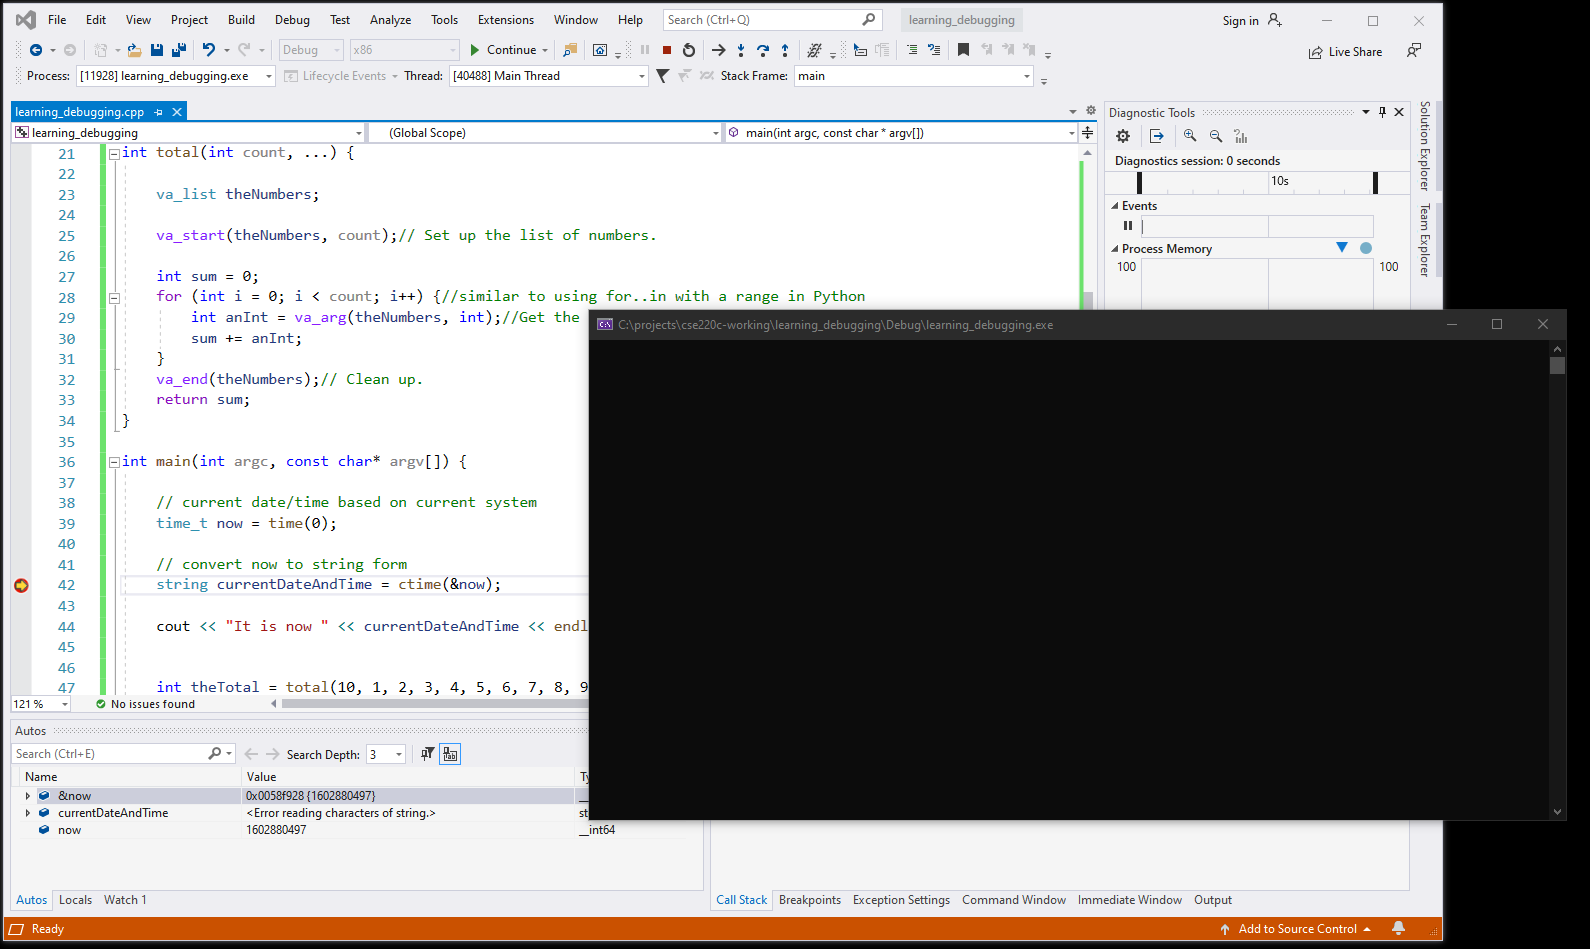 File Edit View Project Build Debug Test Analyze Tools Extensions Window Help Search (Ctrl+Q) learning_debugging Sign in
Debug x86 Continue Live Share
Process: [11928] learning_debugging.exe Lifecycle Events Thread: [40488] Main Thread Stack Frame: main
learning_debugging.cpp
learning_debugging (Global Scope) main(int argc, const char * argv[])
21 int total(int count, ...) {
22
23 va_list theNumbers;
24
25 va_start(theNumbers, count);// Set up the list of numbers.
26
27 int sum = 0;
28 for (int i = 0; i < count; i++) {//similar to using for..in with a range in Python
29 int anInt = va_arg(theNumbers, int);//Get the
30 sum += anInt;
31 }
32 va_end(theNumbers);// Clean up.
33 return sum;
34 }
35
36 int main(int argc, const char* argv[]) {
37
38 // current date/time based on current system
39 time_t now = time(0);
40
41 // convert now to string form
42 string currentDateAndTime = ctime(&now);
43
44 cout << "It is now " << currentDateAndTime << endl
45
46
47 int theTotal = total(10, 1, 2, 3, 4, 5, 6, 7, 8, 9
121 % No issues found
Diagnostic Tools
Diagnostics session: 0 seconds
10s
Events
Process Memory
100 100
Solution Explorer
Team Explorer
C:\projects\cse220c-working\learning_debugging\Debug\learning_debugging.exe
Autos
Search (Ctrl+E) Search Depth: 3
Name Value Ty
&now 0x0058f928 {1602880497} __
currentDateAndTime <Error reading characters of string.> st
now 1602880497 __int64
Autos Locals Watch 1
Call Stack Breakpoints Exception Settings Command Window Immediate Window Output
Ready Add to Source Control